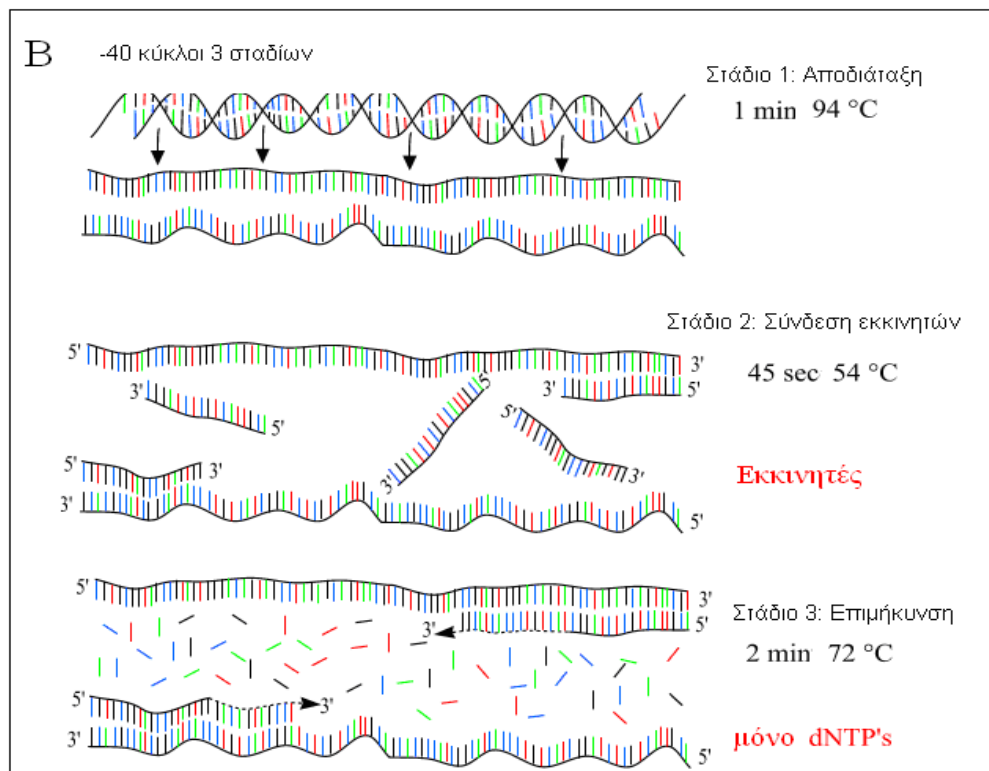 B
-40 κύκλοι 3 σταδίων
Στάδιο 1: Αποδιάταξη
1 min 94 °C
Στάδιο 2: Σύνδεση εκκινητών
45 sec 54 °C
5'
3'
5'
3'
5'
5'
3'
5'
3'
5'
3'
3'
5'
Εκκινητές
Στάδιο 3: Επιμήκυνση
2 min 72 °C
5'
3'
5'
3'
5'
3'
3'
5'
μόνο dNTP's